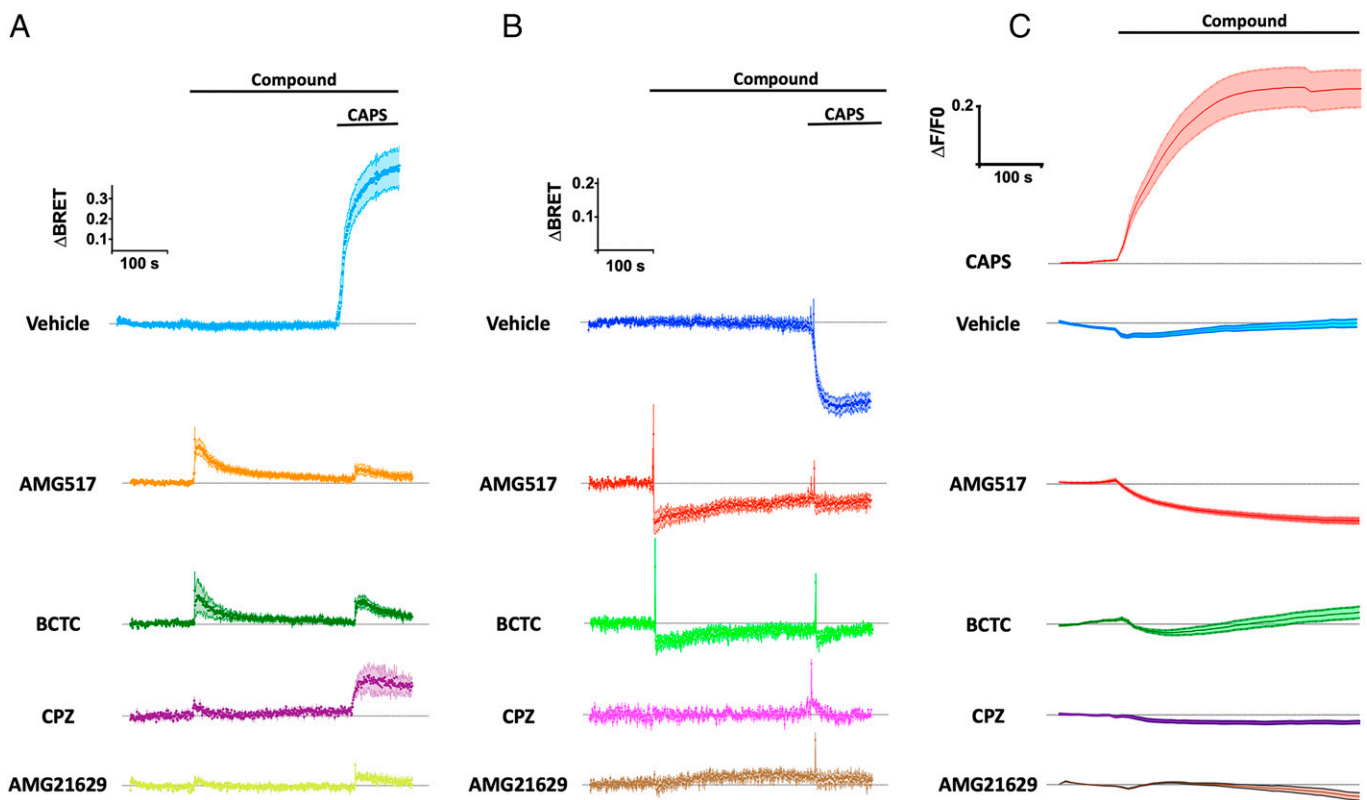 A
Compound
CAPS
ΔBRET
0.3
0.2
0.1
100 s
Vehicle
AMG517
BCTC
CPZ
AMG21629
B
Compound
CAPS
ΔBRET
0.2
0.1
100 s
Vehicle
AMG517
BCTC
CPZ
AMG21629
C
Compound
ΔF/F0
0.2
100 s
CAPS
Vehicle
AMG517
BCTC
CPZ
AMG21629